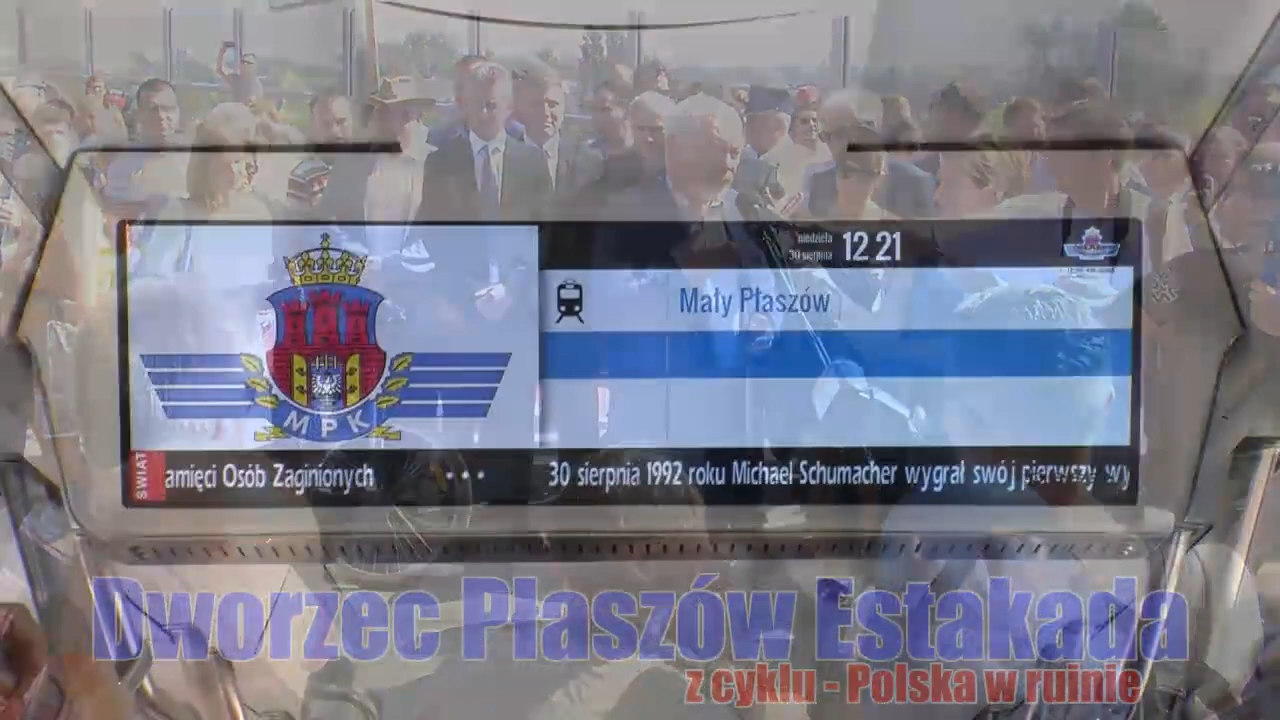 niedziela
30 sierpnia
12 21
Mały Płaszów
MPK
ŚWIAT
amięci Osób Zaginionych • • • 30 sierpnia 1992 roku Michael Schumacher wygrał swój pierwszy wy
Dworzec Płaszów Estakada
z cyklu - Polska w ruinie